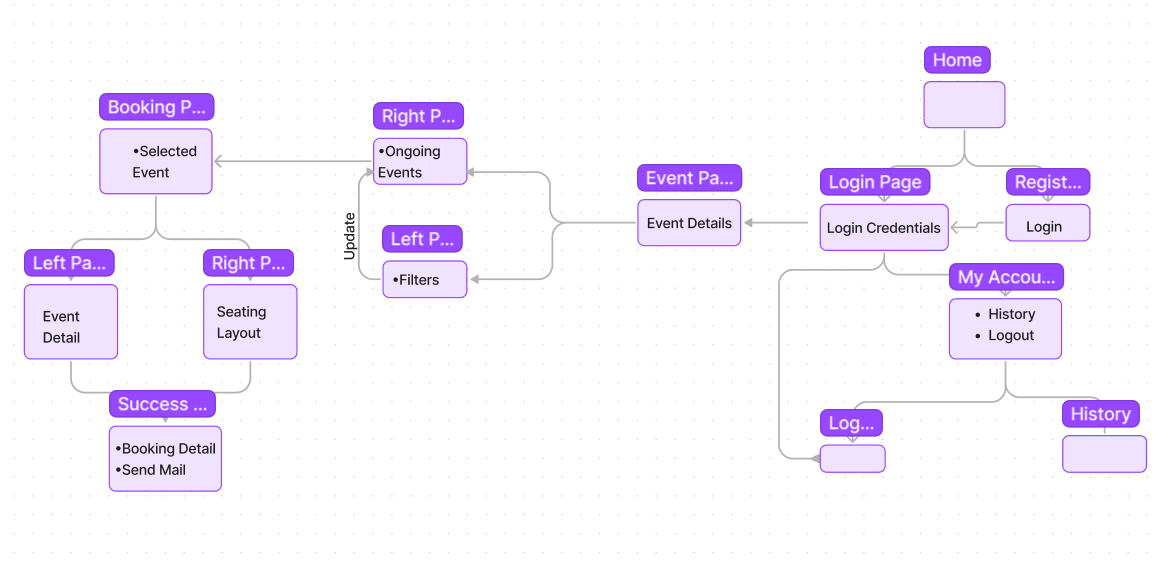 Home
Booking P...
Right P...
•Selected
Event
•Ongoing
Events
Event Pa...
Login Page
Regist...
Event Details
Login Credentials
Login
Update
Left P...
•Filters
Left Pa...
Right P...
My Accou...
• History
• Logout
Event
Detail
Seating
Layout
Success ...
Log...
History
•Booking Detail
•Send Mail